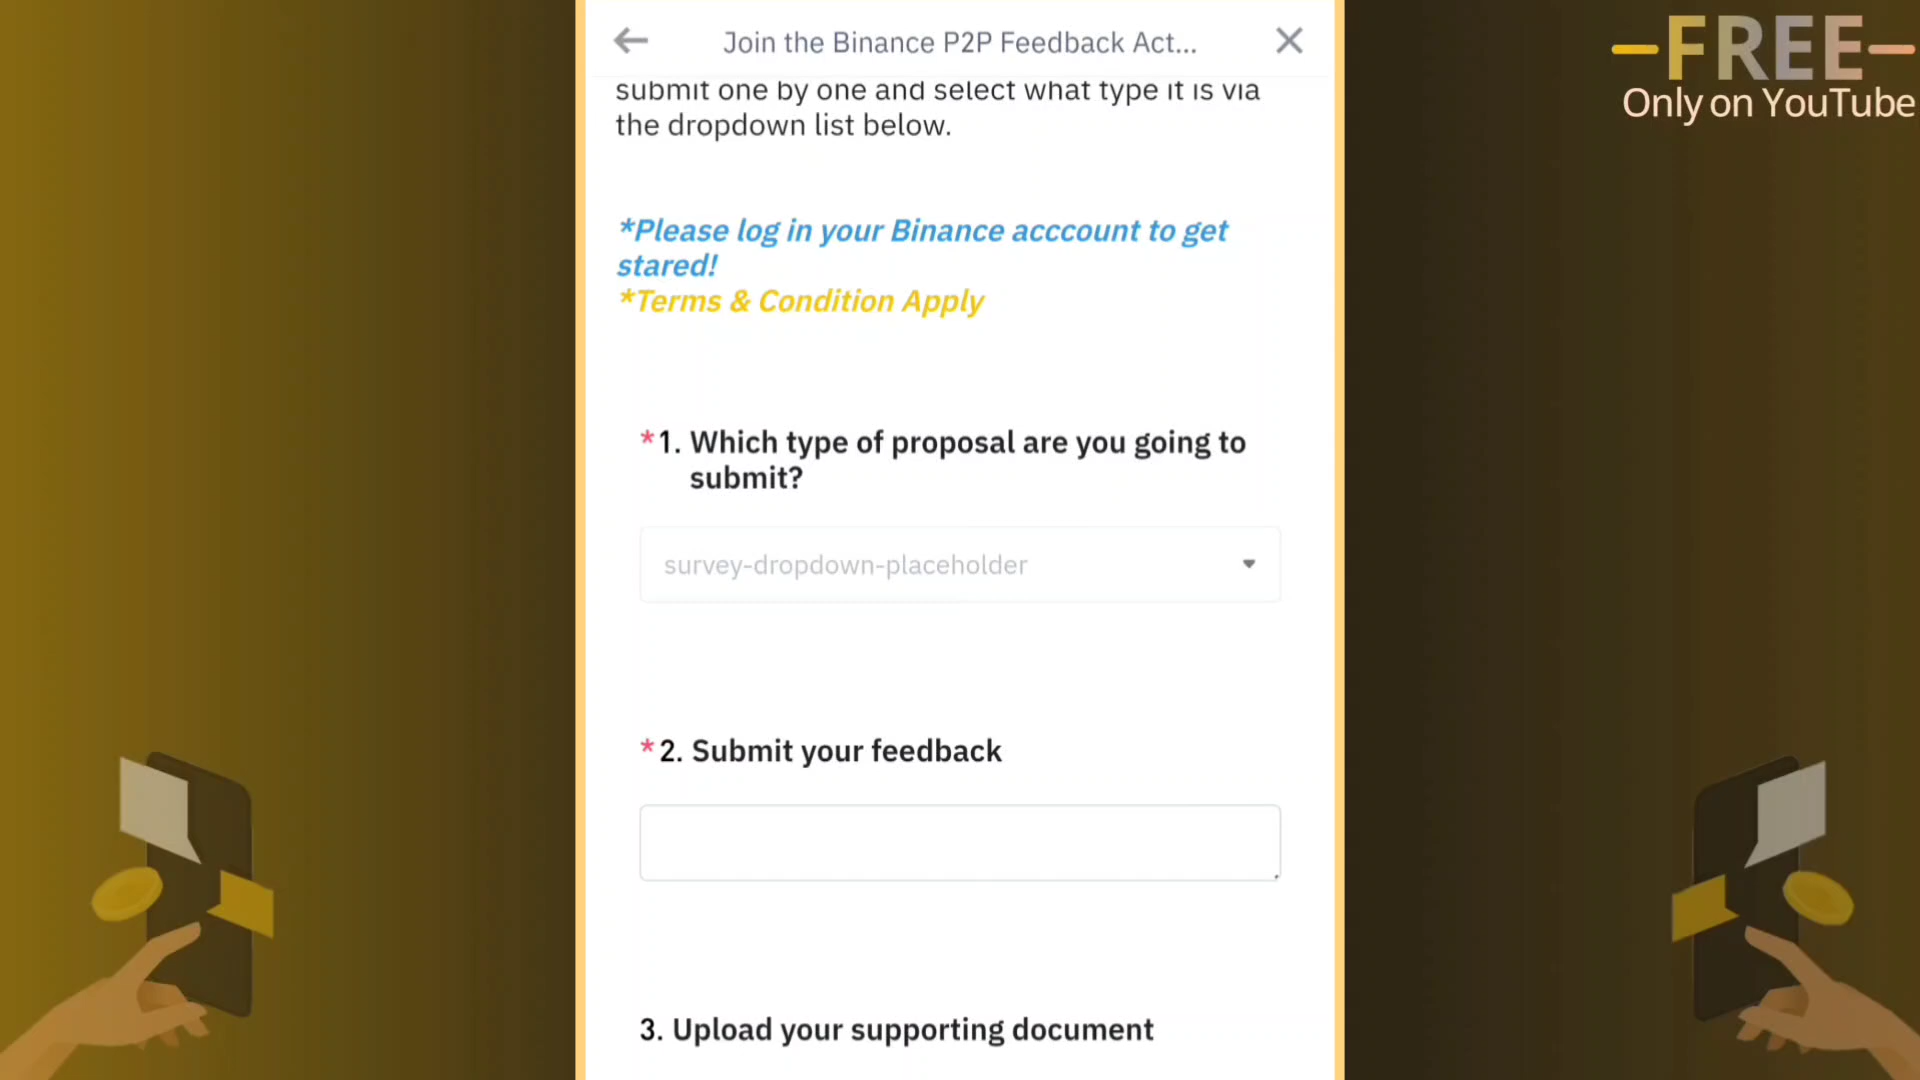 Join the Binance P2P Feedback Act...
FREE
Only on YouTube
submit one by one and select what type it is via
the dropdown list below.
*Please log in your Binance acccount to get
stared!
*Terms & Condition Apply
*1. Which type of proposal are you going to
submit?
survey-dropdown-placeholder
*2. Submit your feedback
3. Upload your supporting document